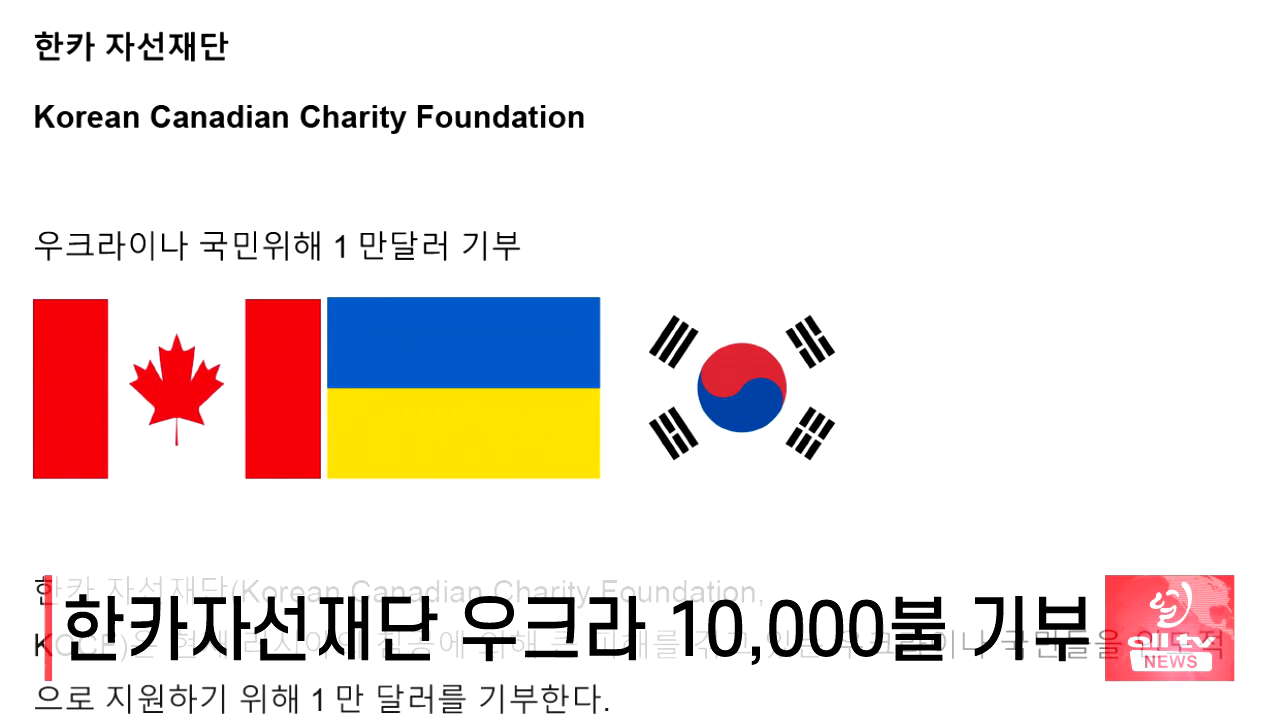 한카 자선재단
Korean Canadian Charity Foundation
우크라이나 국민위해 1 만달러 기부
한카 자선재단(Korean Canadian Charity Foundation,
한카자선재단 우크라 10,000불 기부
all tv
NEWS
으로 지원하기 위해 1 만 달러를 기부한다.